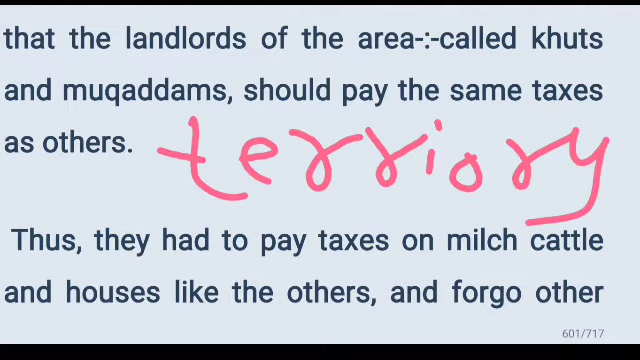 that the landlords of the area-:-called khuts
and muqaddams, should pay the same taxes
as others.
terriory
Thus, they had to pay taxes on milch cattle
and houses like the others, and forgo other
601/717